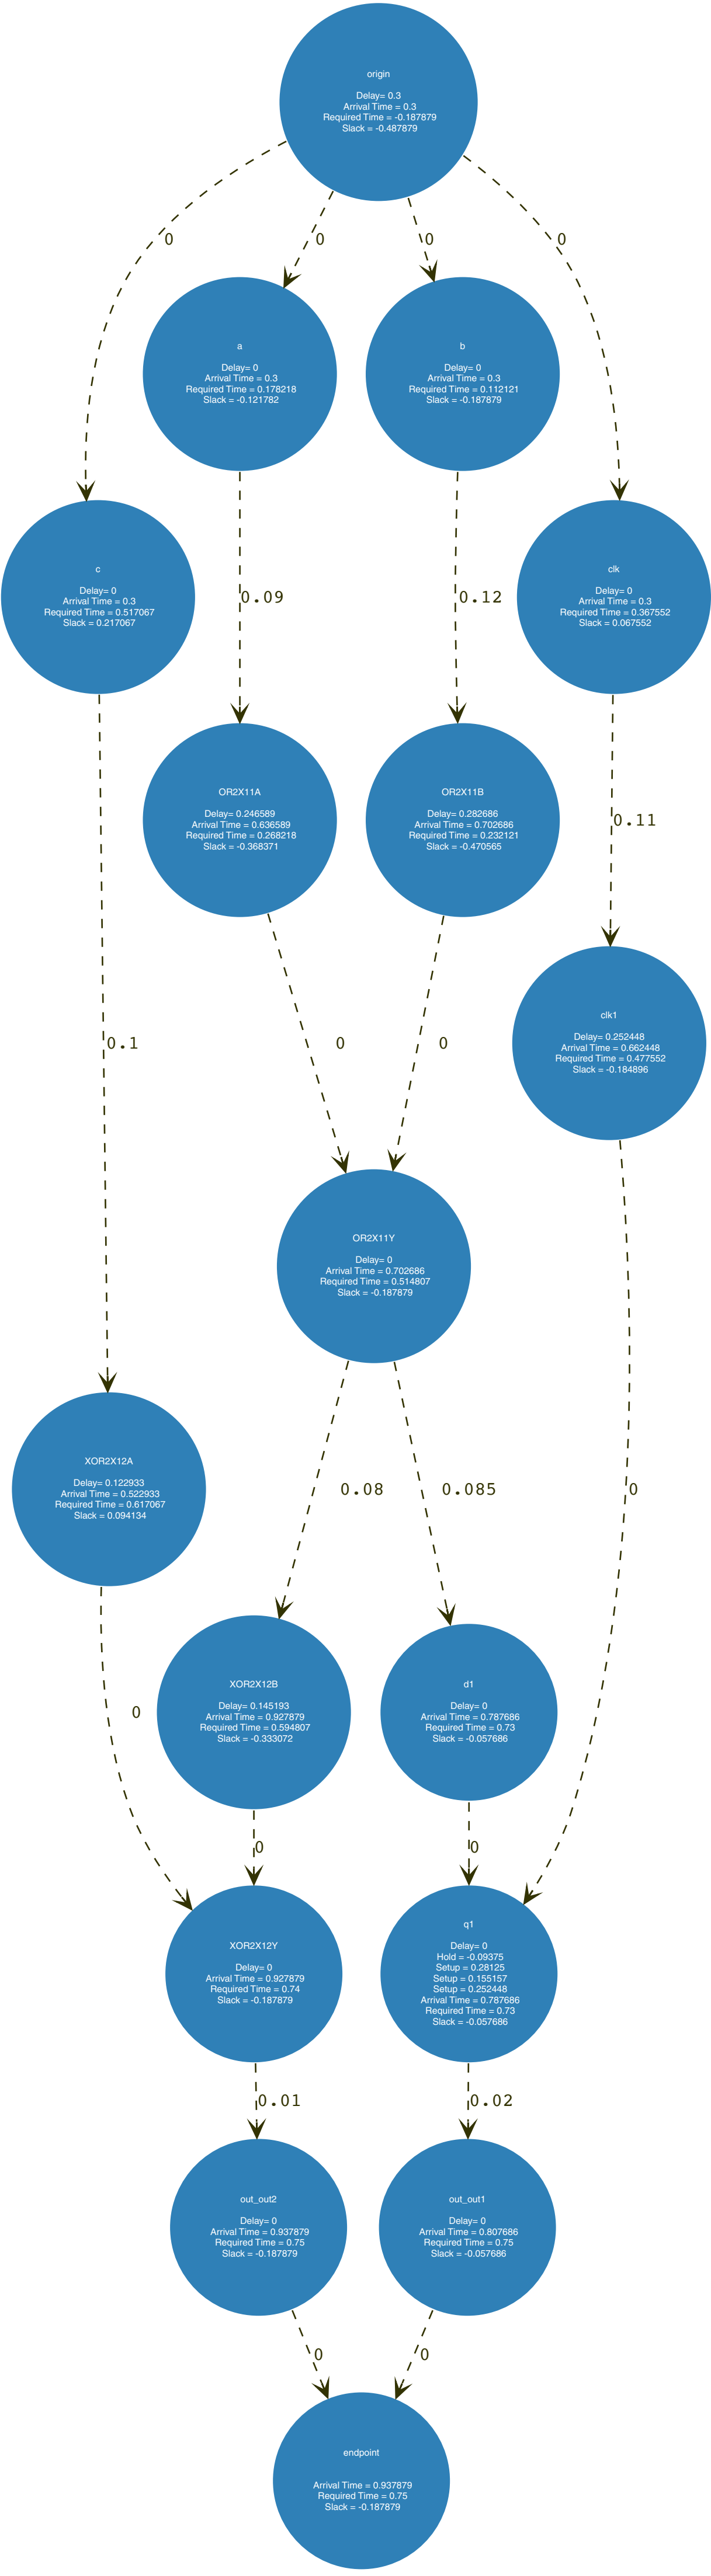 origin
Delay= 0.3
Arrival Time = 0.3
Required Time = -0.187879
Slack = -0.487879
0
0
0
0
a
Delay= 0
Arrival Time = 0.3
Required Time = 0.178218
Slack = -0.121782
b
Delay= 0
Arrival Time = 0.3
Required Time = 0.112121
Slack = -0.187879
c
Delay= 0
Arrival Time = 0.3
Required Time = 0.517067
Slack = 0.217067
0.09
0.12
clk
Delay= 0
Arrival Time = 0.3
Required Time = 0.367552
Slack = 0.067552
OR2X11A
Delay= 0.246589
Arrival Time = 0.636589
Required Time = 0.268218
Slack = -0.368371
OR2X11B
Delay= 0.282686
Arrival Time = 0.702686
Required Time = 0.232121
Slack = -0.470565
0.11
0.1
0
0
clk1
Delay= 0.252448
Arrival Time = 0.662448
Required Time = 0.477552
Slack = -0.184896
OR2X11Y
Delay= 0
Arrival Time = 0.702686
Required Time = 0.514807
Slack = -0.187879
XOR2X12A
Delay= 0.122933
Arrival Time = 0.522933
Required Time = 0.617067
Slack = 0.094134
0.08
0.085
0
0
XOR2X12B
Delay= 0.145193
Arrival Time = 0.927879
Required Time = 0.594807
Slack = -0.333072
d1
Delay= 0
Arrival Time = 0.787686
Required Time = 0.73
Slack = -0.057686
0
0
XOR2X12Y
Delay= 0
Arrival Time = 0.927879
Required Time = 0.74
Slack = -0.187879
q1
Delay= 0
Hold = -0.09375
Setup = 0.28125
Setup = 0.155157
Setup = 0.252448
Arrival Time = 0.787686
Required Time = 0.73
Slack = -0.057686
0.01
0.02
out_out2
Delay= 0
Arrival Time = 0.937879
Required Time = 0.75
Slack = -0.187879
out_out1
Delay= 0
Arrival Time = 0.807686
Required Time = 0.75
Slack = -0.057686
0
0
endpoint
Arrival Time = 0.937879
Required Time = 0.75
Slack = -0.187879